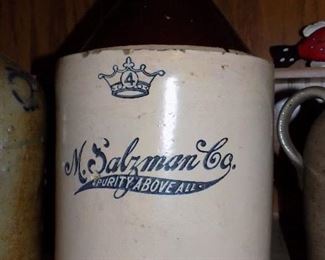 4
M. Salzman Co.
PURITY ABOVE ALL